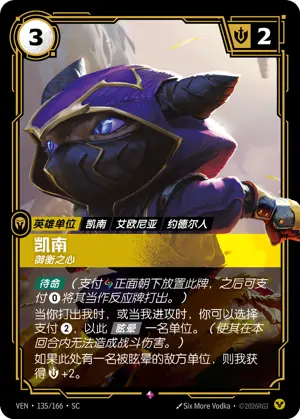 3
2
英雄单位 凯南 艾欧尼亚 约德尔人
凯南
御衡之心
待命 （支付正面朝下放置此牌，之后可支
付 0 将其当作反应牌打出。）
当你打出我时，或当我进攻时，你可以选择
支付 2，以此 眩晕 一名单位。（使其在本
回合内无法造成战斗伤害。）
如果此处有一名被眩晕的敌方单位，则我获
得 +2。
VEN • 135/166 • SC
Six More Vodka • ©2026RGI